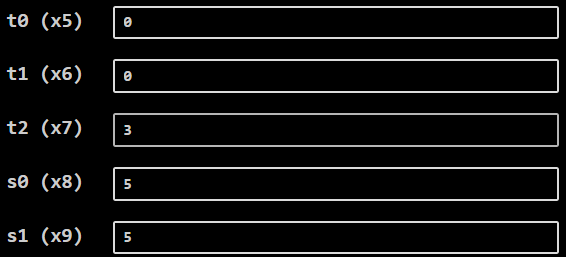 t0 (x5) 0
t1 (x6) 0
t2 (x7) 3
s0 (x8) 5
s1 (x9) 5